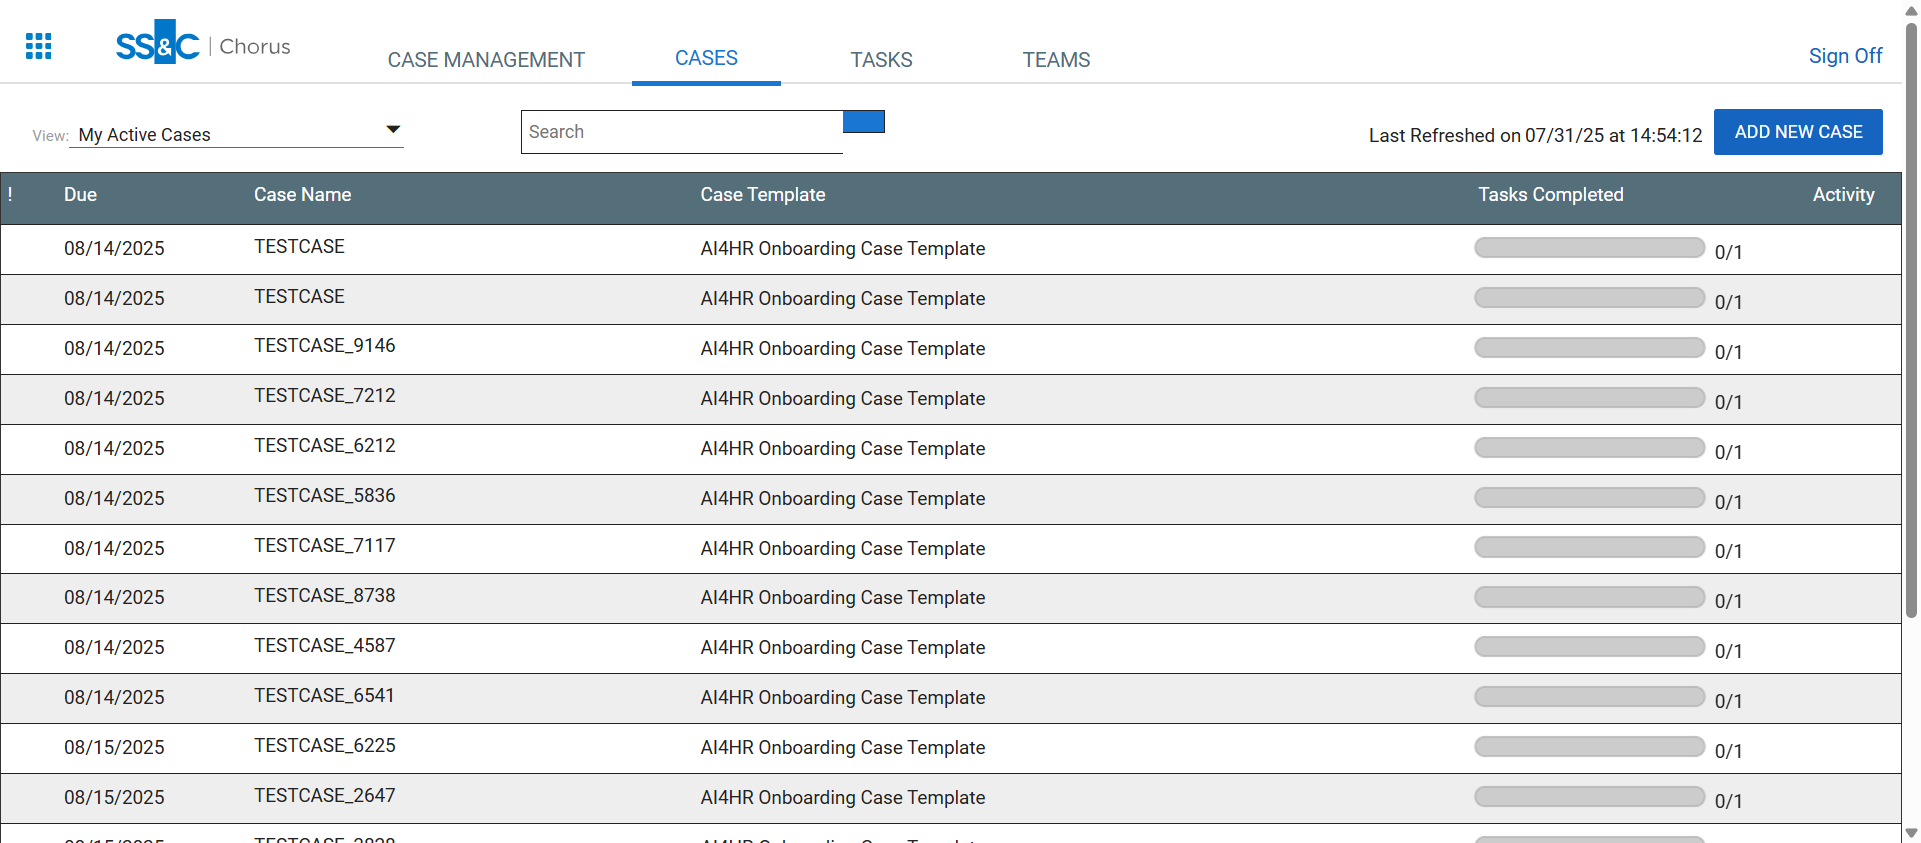 SS&C | Chorus
CASE MANAGEMENT CASES TASKS TEAMS Sign Off
View: My Active Cases Search Last Refreshed on 07/31/25 at 14:54:12 ADD NEW CASE
! Due Case Name Case Template Tasks Completed Activity
08/14/2025 TESTCASE AI4HR Onboarding Case Template 0/1
08/14/2025 TESTCASE AI4HR Onboarding Case Template 0/1
08/14/2025 TESTCASE_9146 AI4HR Onboarding Case Template 0/1
08/14/2025 TESTCASE_7212 AI4HR Onboarding Case Template 0/1
08/14/2025 TESTCASE_6212 AI4HR Onboarding Case Template 0/1
08/14/2025 TESTCASE_5836 AI4HR Onboarding Case Template 0/1
08/14/2025 TESTCASE_7117 AI4HR Onboarding Case Template 0/1
08/14/2025 TESTCASE_8738 AI4HR Onboarding Case Template 0/1
08/14/2025 TESTCASE_4587 AI4HR Onboarding Case Template 0/1
08/14/2025 TESTCASE_6541 AI4HR Onboarding Case Template 0/1
08/15/2025 TESTCASE_6225 AI4HR Onboarding Case Template 0/1
08/15/2025 TESTCASE_2647 AI4HR Onboarding Case Template 0/1